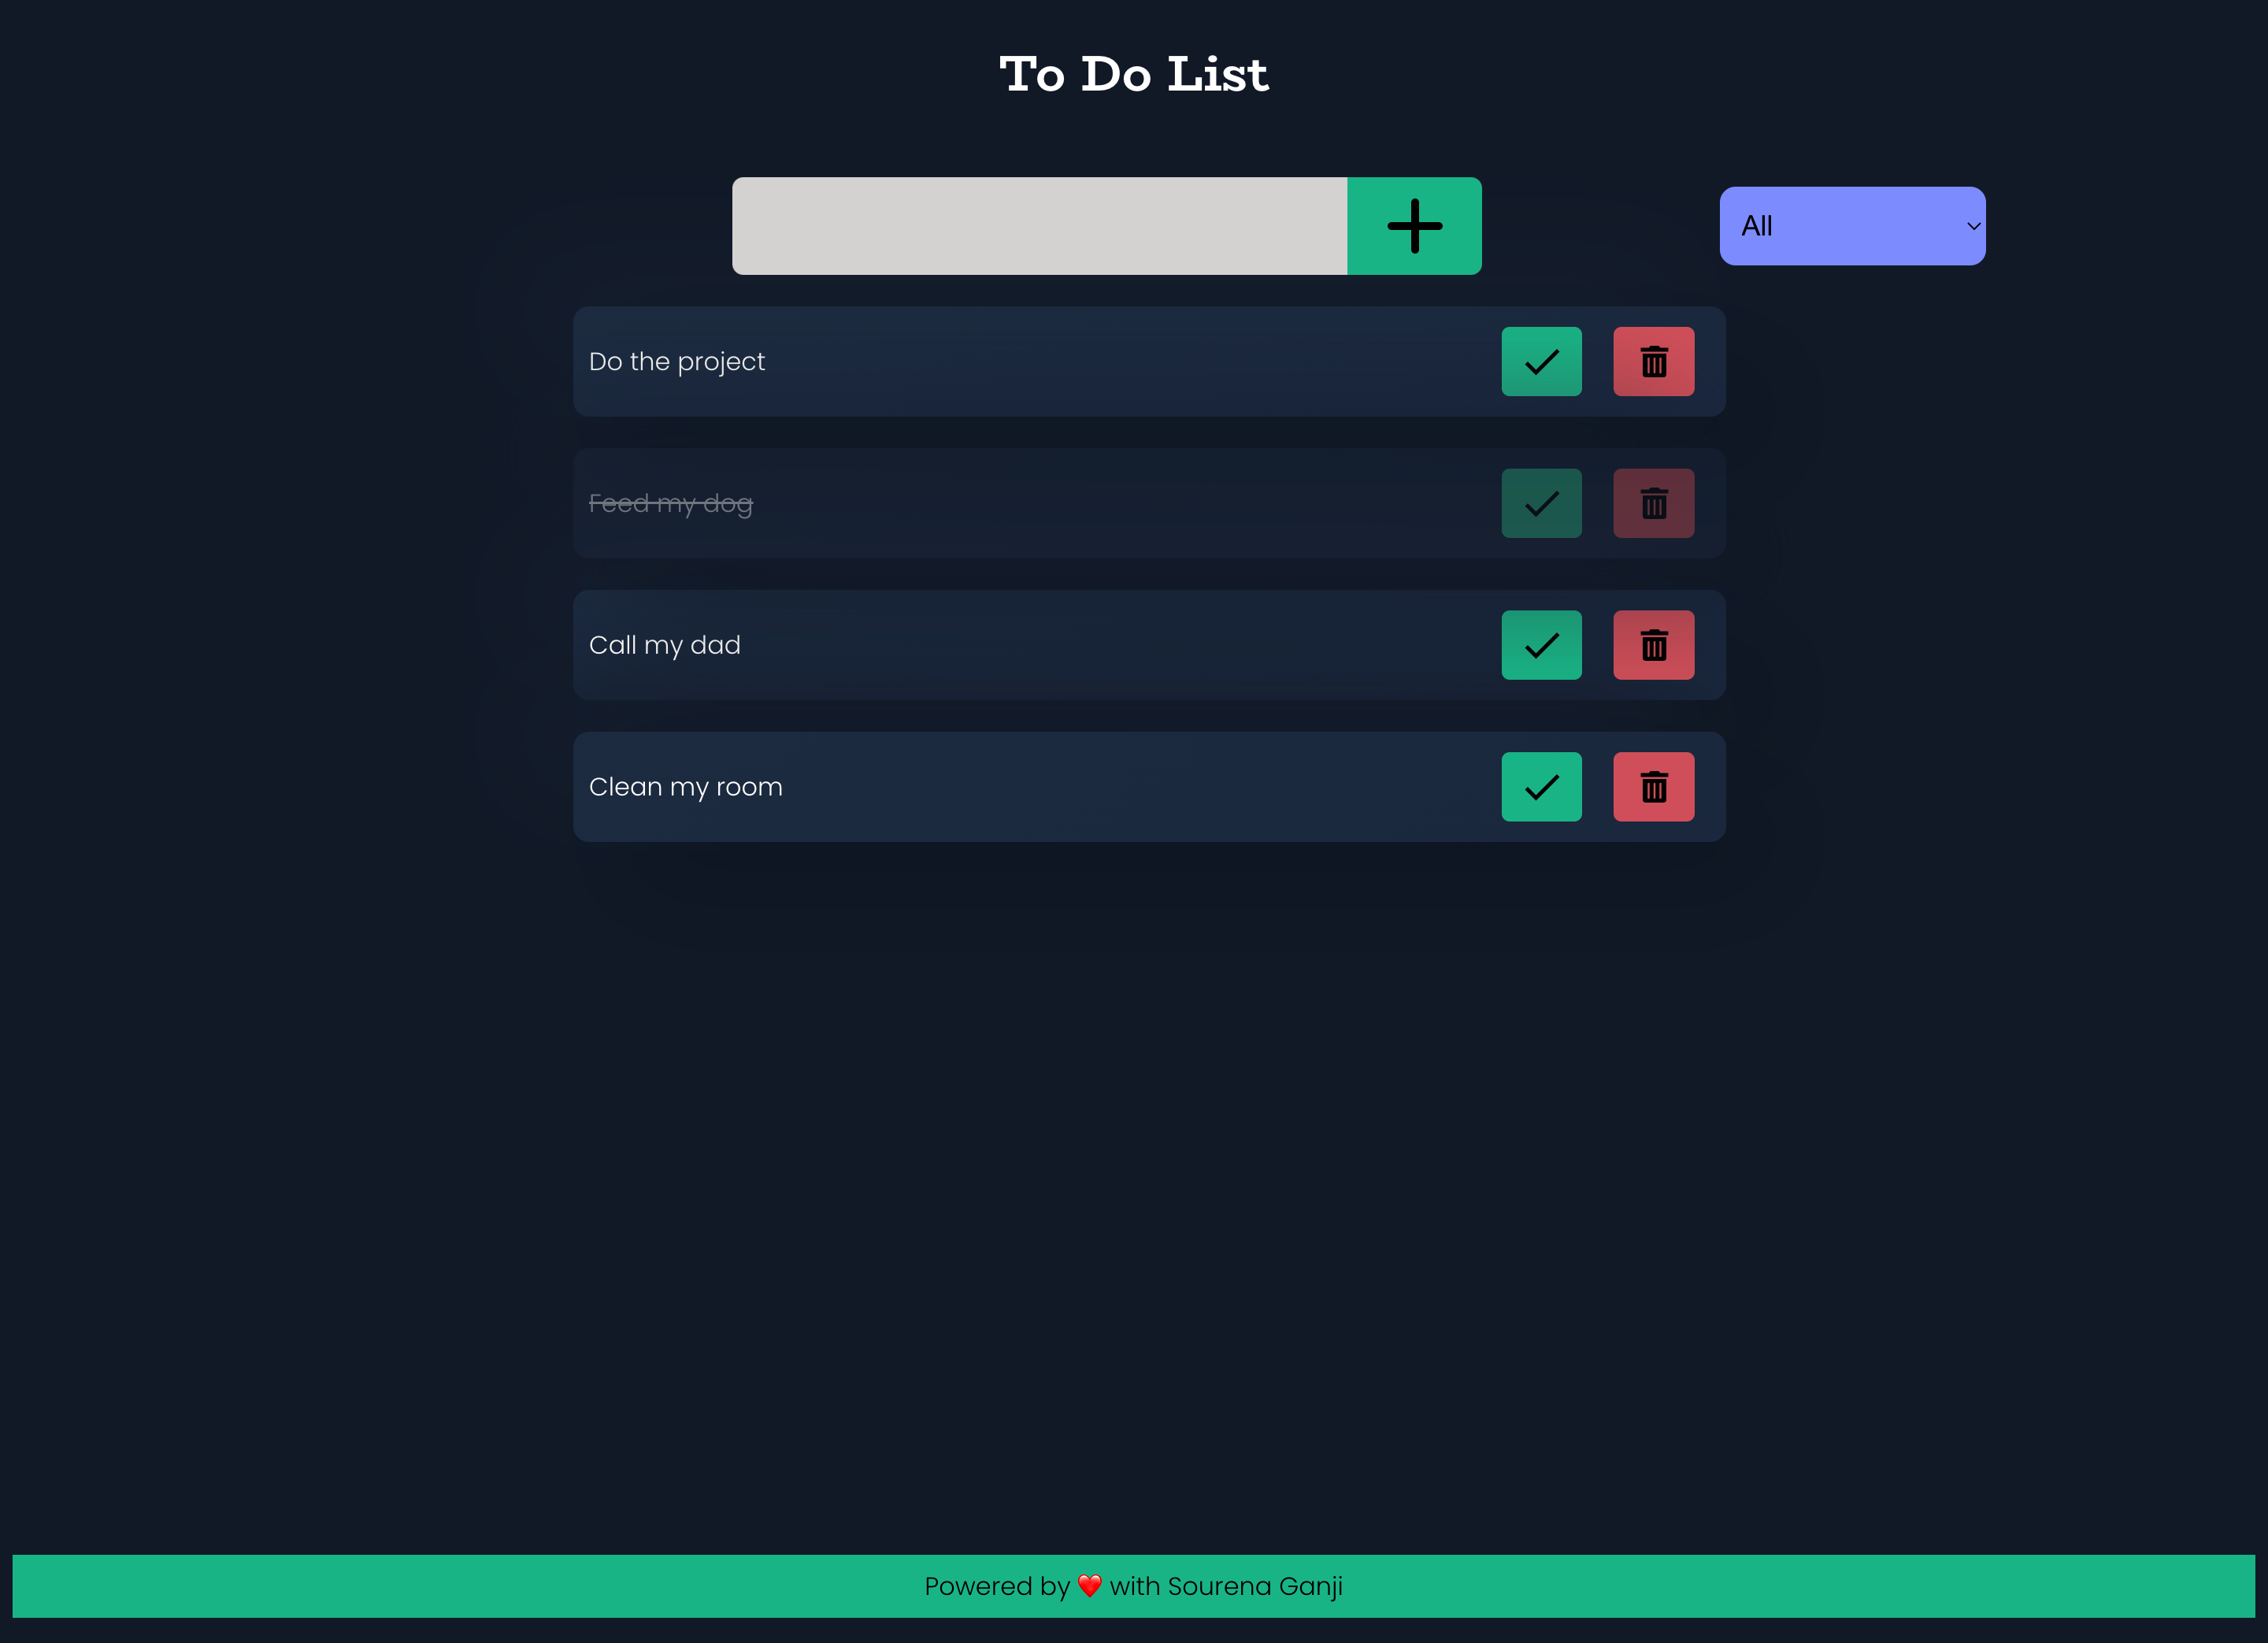 To Do List
All
Do the project
Feed my dog
Call my dad
Clean my room
Powered by ❤️ with Sourena Ganji